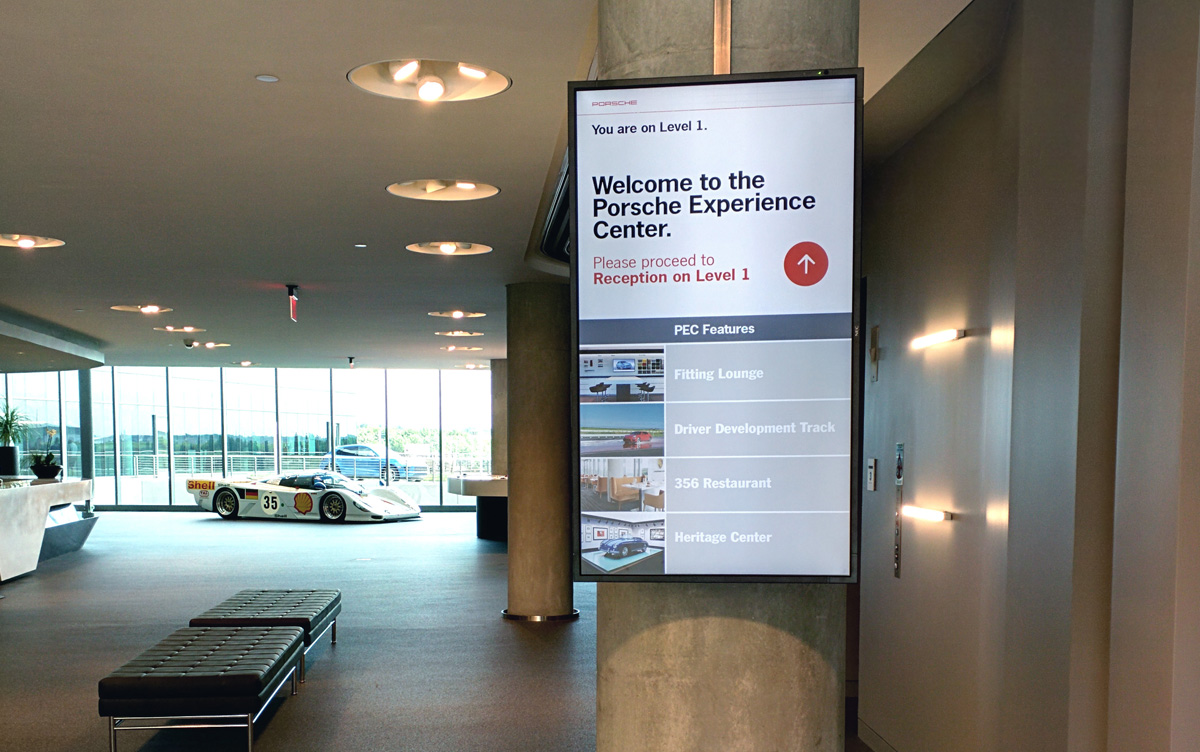 PORSCHE
You are on Level 1.
Welcome to the
Porsche Experience
Center.
Please proceed to
Reception on Level 1
PEC Features
Fitting Lounge
Driver Development Track
356 Restaurant
Heritage Center
Shell
35